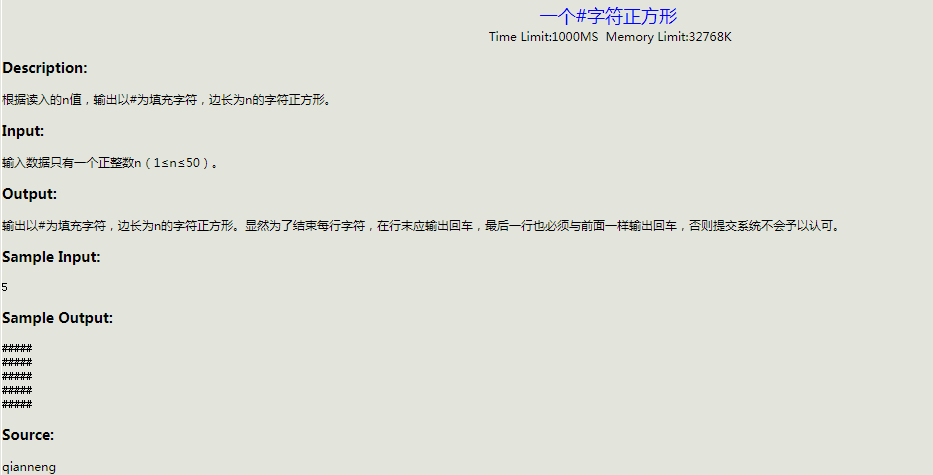 一个#字符正方形
Time Limit:1000MS Memory Limit:32768K
Description:
根据读入的n值，输出以#为填充字符，边长为n的字符正方形。
Input:
输入数据只有一个正整数n（1≤n≤50）。
Output:
输出以#为填充字符，边长为n的字符正方形。显然为了结束每行字符，在行末应输出回车，最后一行也必须与前面一样输出回车，否则提交系统不会予以认可。
Sample Input:
5
Sample Output:
#####
#####
#####
#####
#####
Source:
qianneng